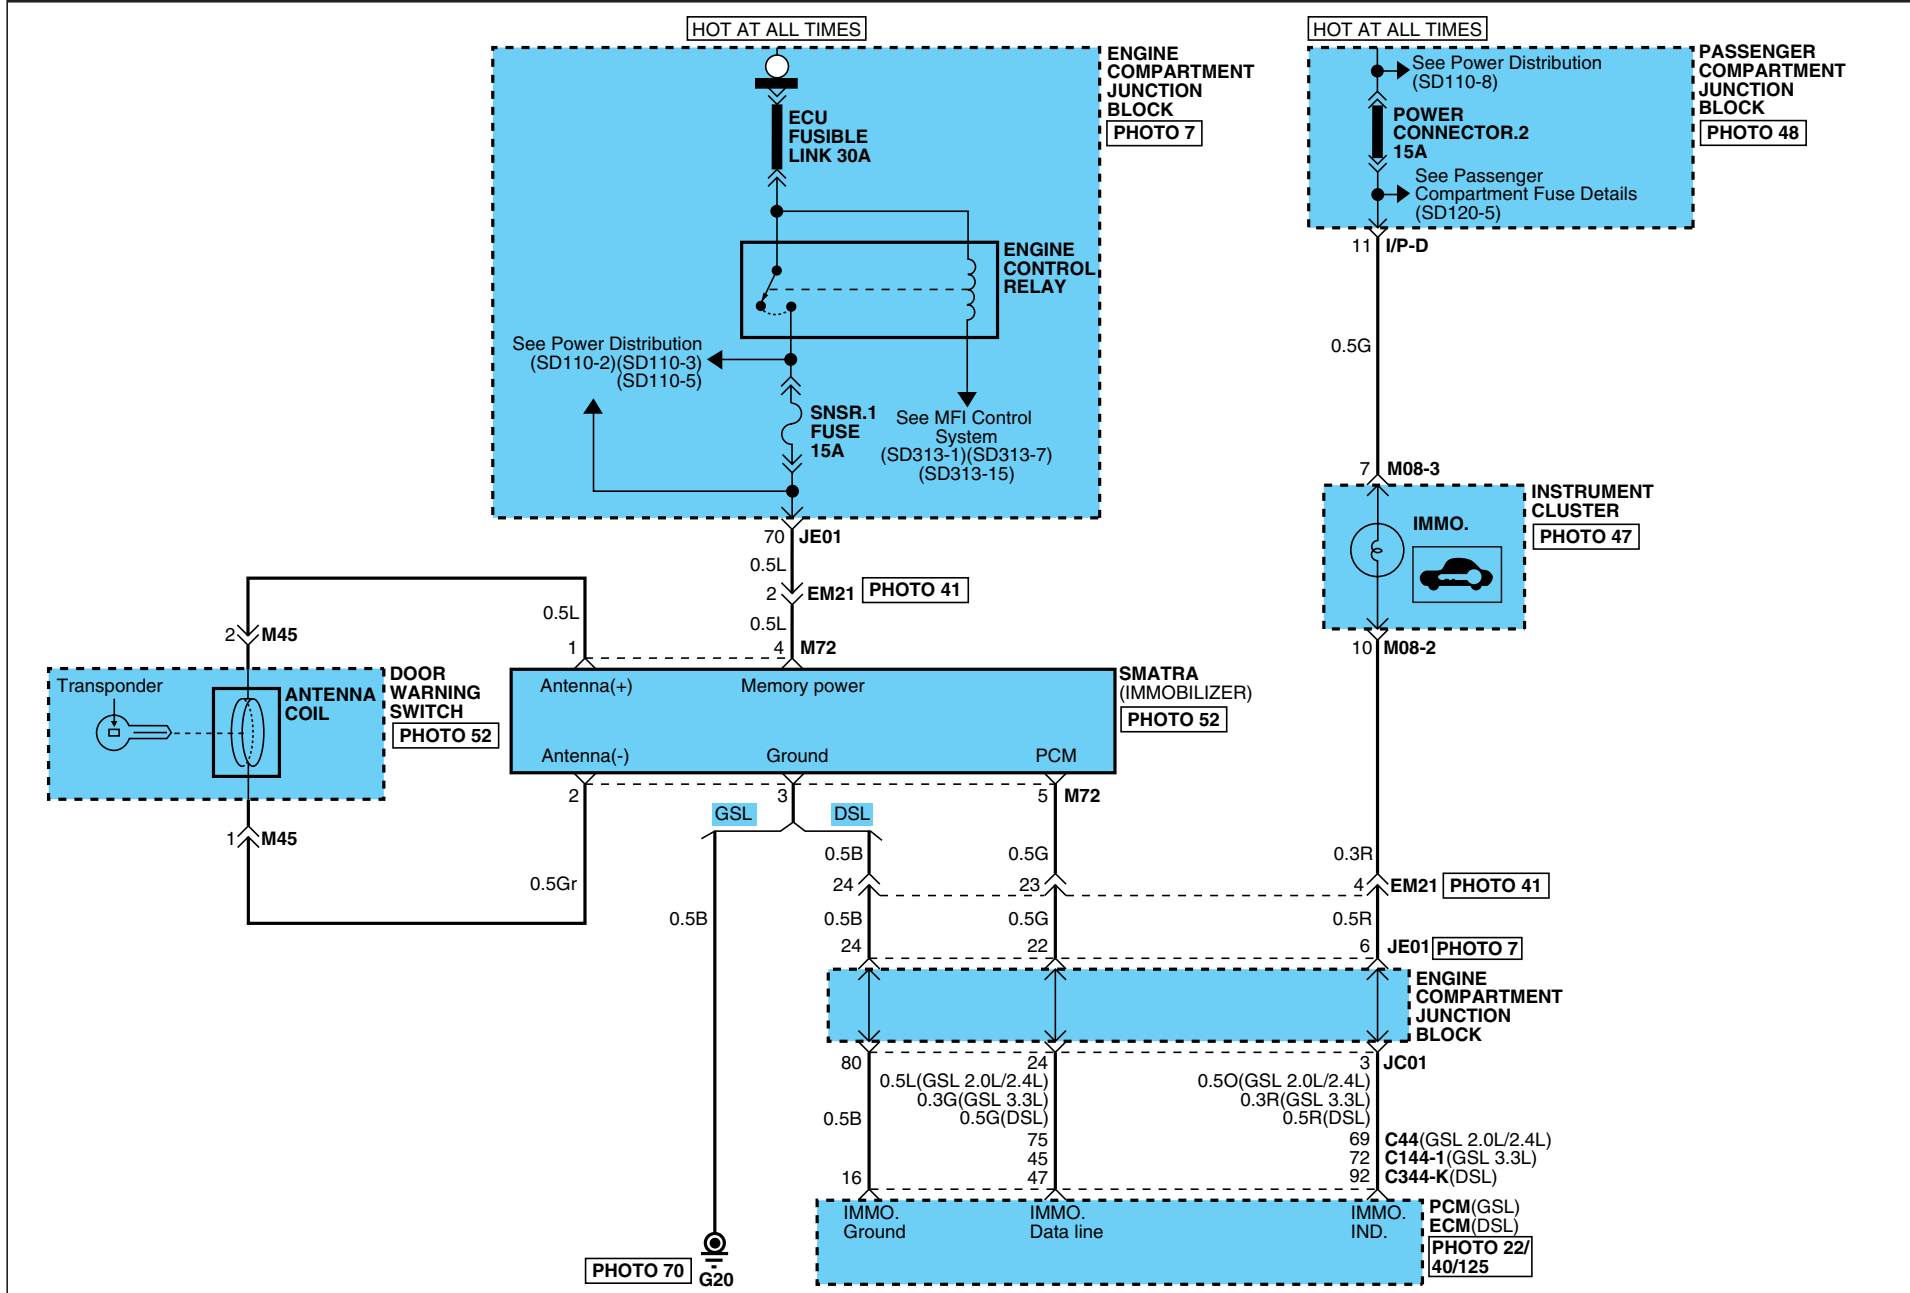 HOT AT ALL TIMES
ENGINE
COMPARTMENT
JUNCTION
BLOCK
PHOTO 7
ECU
FUSIBLE
LINK 30A
ENGINE
CONTROL
RELAY
See Power Distribution
(SD110-2)(SD110-3)
(SD110-5)
SNSR.1
FUSE
15A
See MFI Control
System
(SD313-1)(SD313-7)
(SD313-15)
70 JE01
0.5L
2 EM21 PHOTO 41
0.5L
4 M72
HOT AT ALL TIMES
PASSENGER
COMPARTMENT
JUNCTION
BLOCK
PHOTO 48
See Power Distribution
(SD110-8)
POWER
CONNECTOR.2
15A
See Passenger
Compartment Fuse Details
(SD120-5)
11 I/P-D
0.5G
7 M08-3
INSTRUMENT
CLUSTER
PHOTO 47
IMMO.
10 M08-2
0.5L
1
2 M45
DOOR
WARNING
SWITCH
PHOTO 52
Transponder
ANTENNA
COIL
1 M45
0.5Gr
SMATRA
(IMMOBILIZER)
PHOTO 52
Antenna(+) Memory power
Antenna(-) Ground PCM
2 3 5 M72
GSL DSL
0.5B 0.5G 0.3R
24 23 4 EM21 PHOTO 41
0.5B 0.5B 0.5G 0.5R
24 22 6 JE01 PHOTO 7
ENGINE
COMPARTMENT
JUNCTION
BLOCK
80 24 3 JC01
0.5L(GSL 2.0L/2.4L) 0.5O(GSL 2.0L/2.4L)
0.3G(GSL 3.3L) 0.3R(GSL 3.3L)
0.5B 0.5G(DSL) 0.5R(DSL)
75 69 C44(GSL 2.0L/2.4L)
45 72 C144-1(GSL 3.3L)
16 47 92 C344-K(DSL)
IMMO. IMMO. IMMO.
Ground Data line IND.
PCM(GSL)
ECM(DSL)
PHOTO 22/
40/125
PHOTO 70 G20